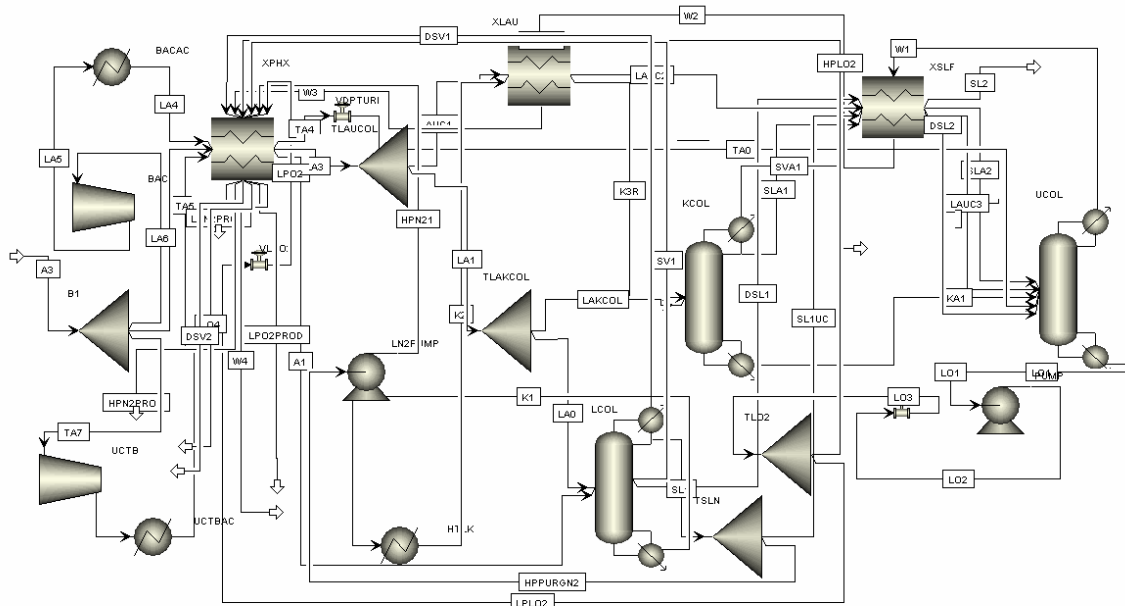 XLAU
W2
BACAC
DSV1
HPLO2
W1
XSLF
SL2
XPHX
LA4
W3
VDPTURI
TA4
TLAUCOL
DSL2
LA5
BAC
LPO2
TA0
SVA1
SLA1
SLA2
TA5
K3R
KCOL
LAUC3
UCOL
HPN21
LA6
A3
B1
LA1
TLAKCOL
SV1
LAKCOL
DSL1
KA1
SL1UC
DSV2
LPO2PROD
LN2PUMP
W4
A1
LO1
PUMP
HPN2PRO
K1
LO3
LA0
LCOL
TLO2
TA7
UCTB
LO2
TSLN
UCTBAC
HPPURGN2
LPLO2